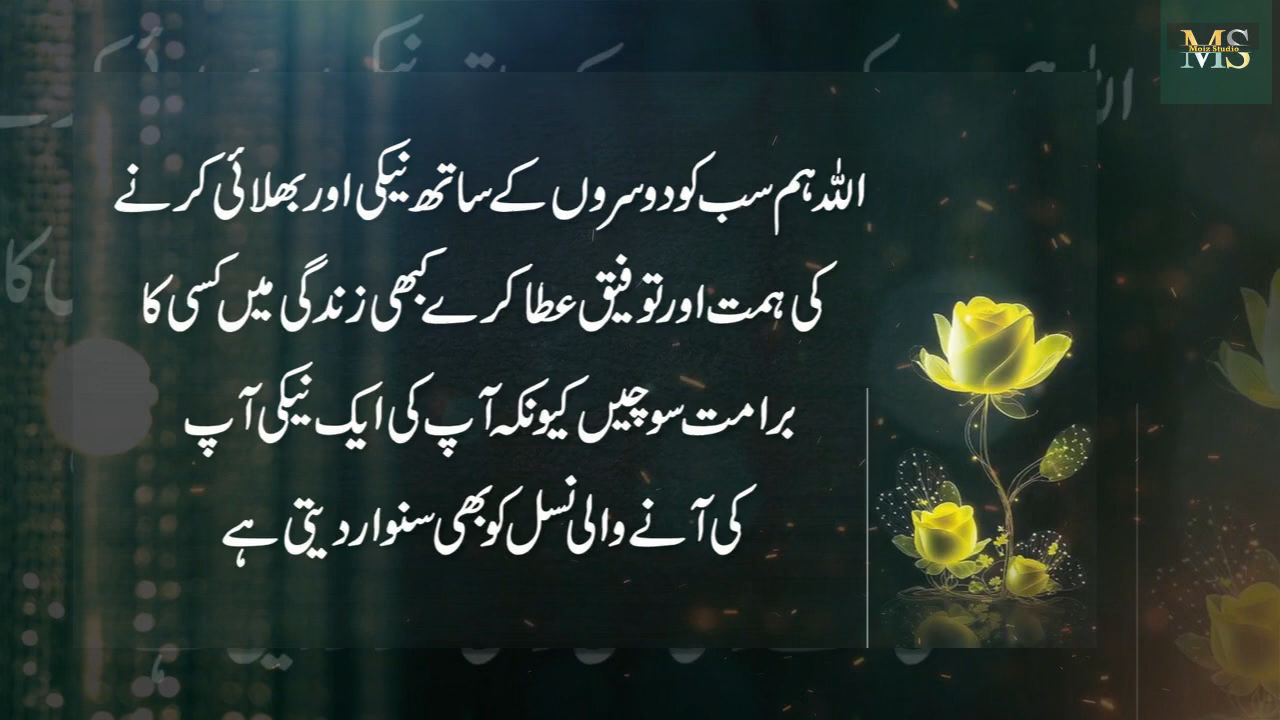 اللہ ہم سب کو دوسروں کے ساتھ نیکی اور بھلائی کرنے
کی ہمت اور توفیق عطا کرے کبھی زندگی میں کسی کا
برا مت سوچیں کیونکہ آپ کی ایک نیکی آپ
کی آنے والی نسل کو بھی سنوار دیتی ہے
MS
Moiz Studio